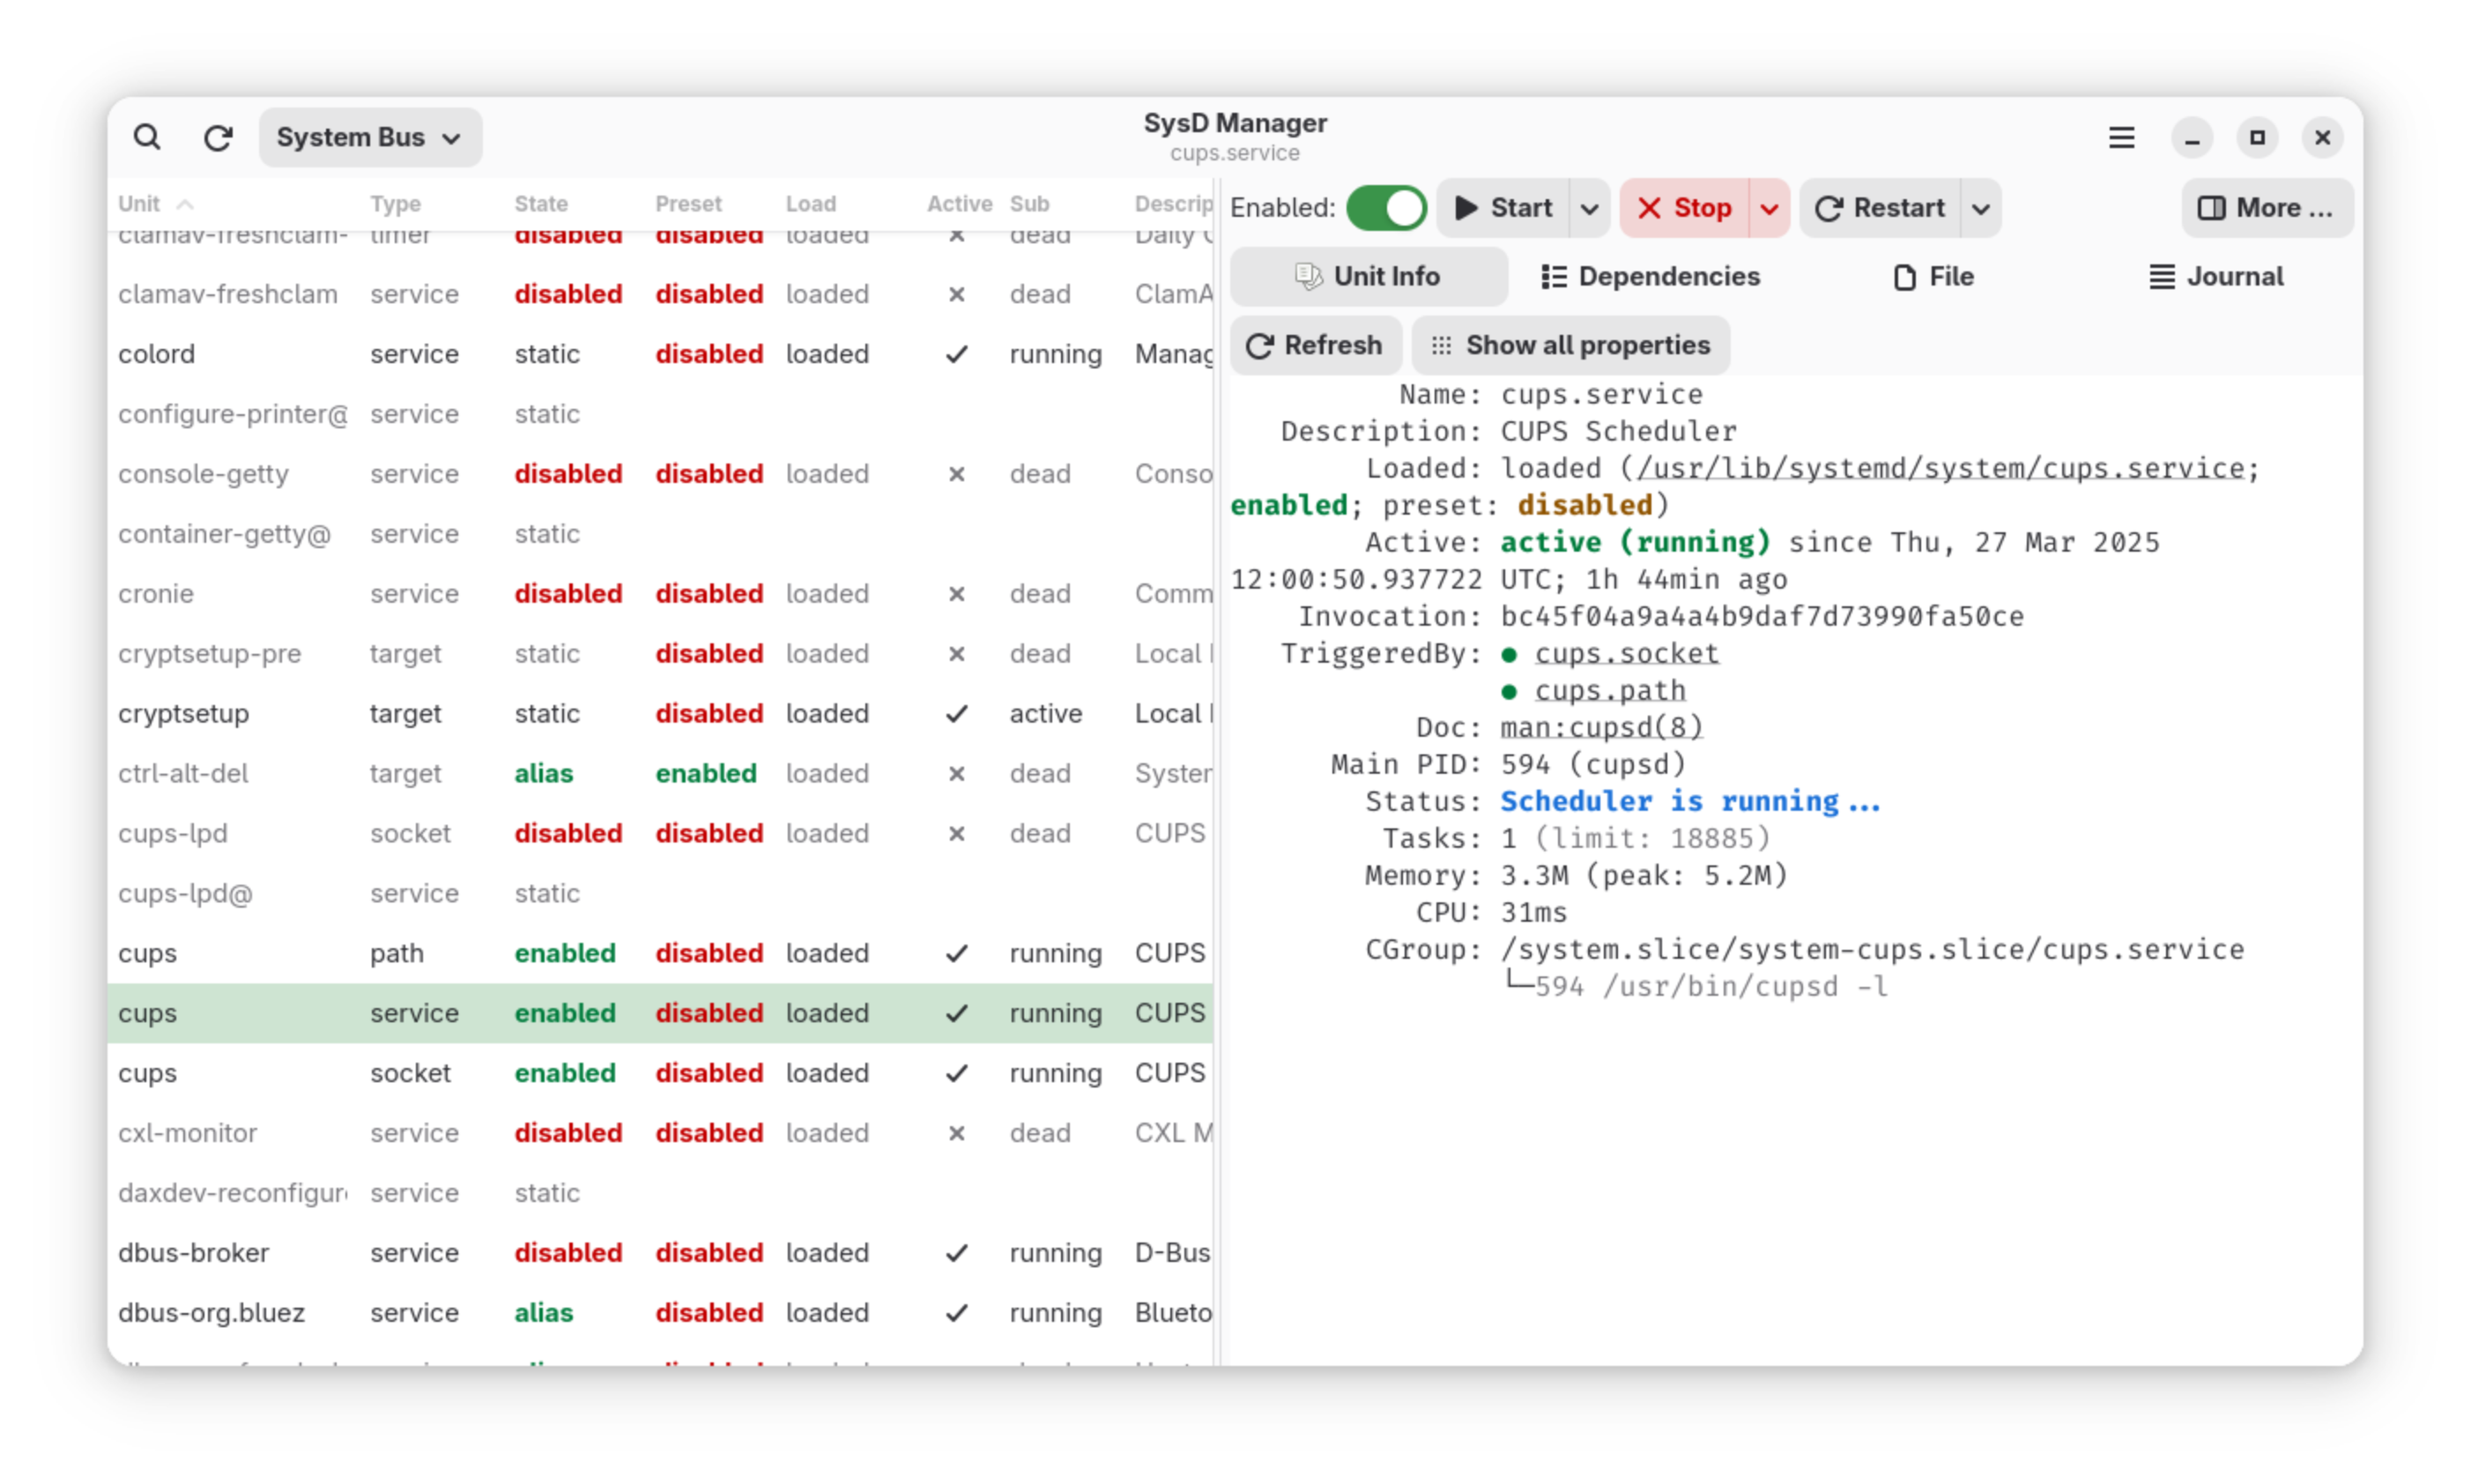 System Bus
SysD Manager
cups.service
Unit Type State Preset Load Active Sub Descrip
clamav-freshclam- timer disabled disabled loaded dead Daily
clamav-freshclam service disabled disabled loaded dead ClamA
colord service static disabled loaded running Manag
configure-printer@ service static
console-getty service disabled disabled loaded dead Conso
container-getty@ service static
cronie service disabled disabled loaded dead Comm
cryptsetup-pre target static disabled loaded dead Local
cryptsetup target static disabled loaded active Local
ctrl-alt-del target alias enabled loaded dead System
cups-lpd socket disabled disabled loaded dead CUPS
cups-lpd@ service static
cups path enabled disabled loaded running CUPS
cups service enabled disabled loaded running CUPS
cups socket enabled disabled loaded running CUPS
cxl-monitor service disabled disabled loaded dead CXL M
daxdev-reconfigur service static
dbus-broker service disabled disabled loaded running D-Bus
dbus-org.bluez service alias disabled loaded running Blueto
Enabled: Start Stop Restart More ...
Unit Info Dependencies File Journal
Refresh Show all properties
Name: cups.service
Description: CUPS Scheduler
Loaded: loaded (/usr/lib/systemd/system/cups.service;
enabled; preset: disabled)
Active: active (running) since Thu, 27 Mar 2025
12:00:50.937722 UTC; 1h 44min ago
Invocation: bc45f04a9a4a4b9daf7d73990fa50ce
TriggeredBy: ● cups.socket
● cups.path
Doc: man:cupsd(8)
Main PID: 594 (cupsd)
Status: Scheduler is running...
Tasks: 1 (limit: 18885)
Memory: 3.3M (peak: 5.2M)
CPU: 31ms
CGroup: /system.slice/system-cups.slice/cups.service
└─594 /usr/bin/cupsd -l